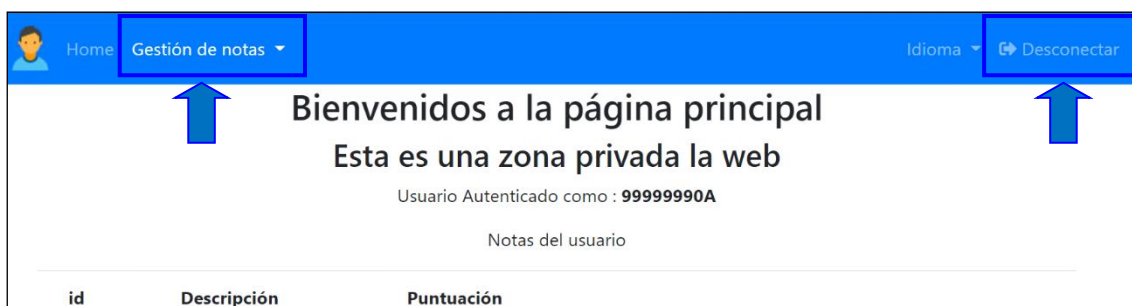 Home Gestión de notas Idioma Desconectar
Bienvenidos a la página principal
Esta es una zona privada la web
Usuario Autenticado como : 99999990A
Notas del usuario
id Descripción Puntuación